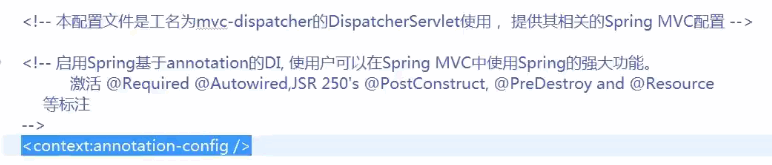 <!-- 本配置文件是工名为mvc-dispatcher的DispatcherServlet使用， 提供其相关的Spring MVC配置 -->
<!-- 启用Spring基于annotation的DI, 使用户可以在Spring MVC中使用Spring的强大功能。
激活 @Required @Autowired,JSR 250's @PostConstruct, @PreDestroy and @Resource
等标注
-->
<context:annotation-config />